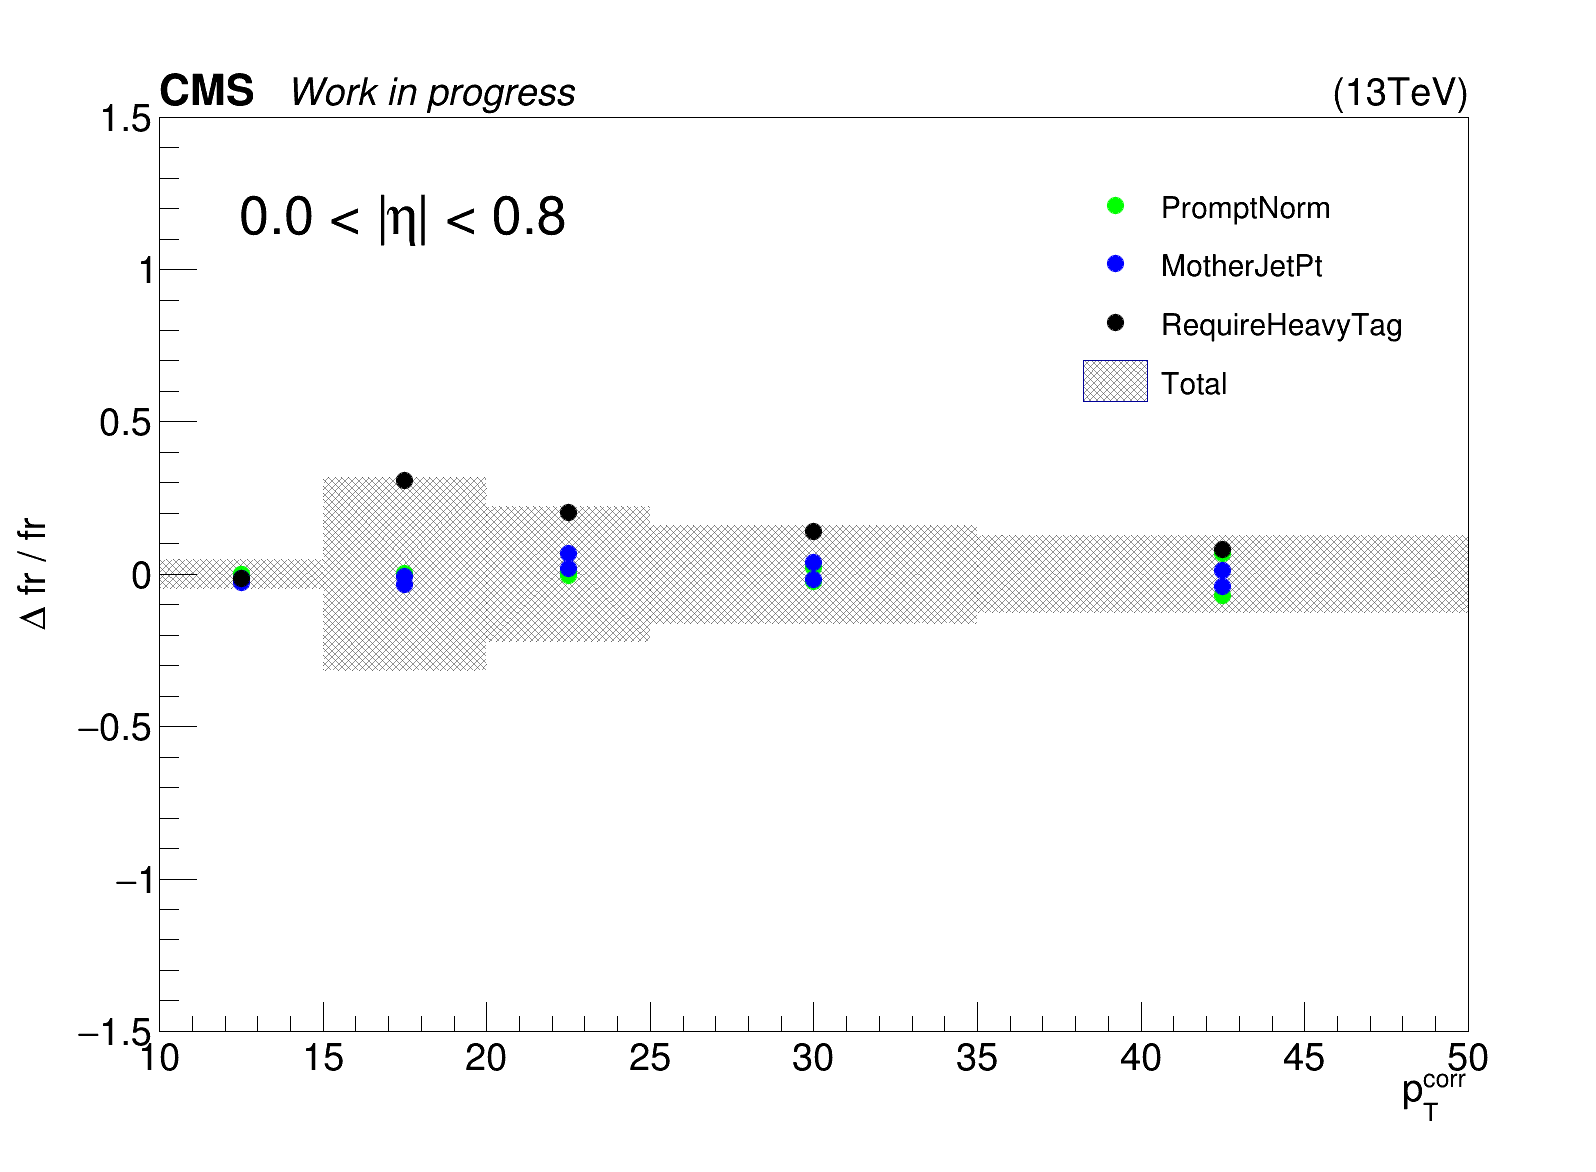 CMS Work in progress (13TeV)
0.0 < |η| < 0.8
PromptNorm
MotherJetPt
RequireHeavyTag
Total
Δ fr / fr
1.5
1
0.5
0
−0.5
−1
−1.5
10 15 20 25 30 35 40 45 50
p_T^corr